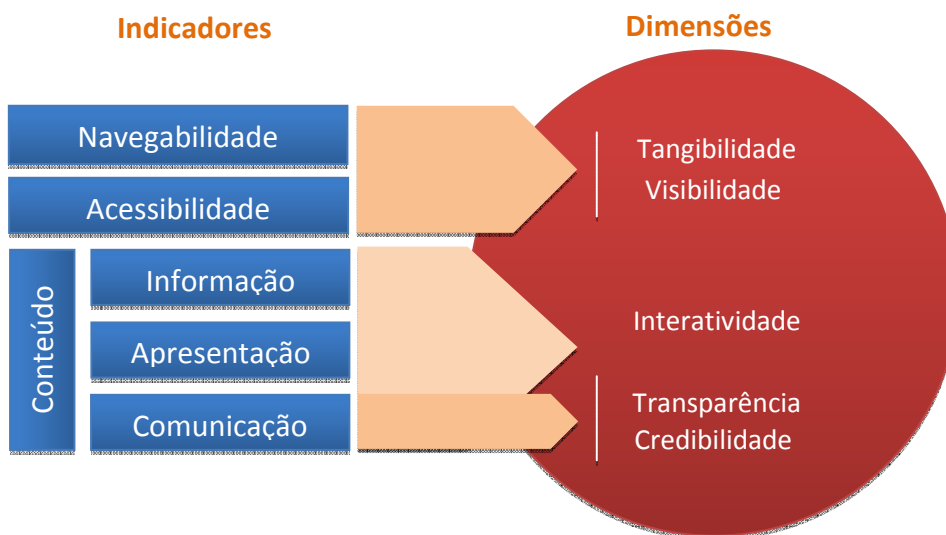 Indicadores
Dimensões
Navegabilidade
Acessibilidade
Conteúdo
Informação
Apresentação
Comunicação
Tangibilidade
Visibilidade
Interatividade
Transparência
Credibilidade